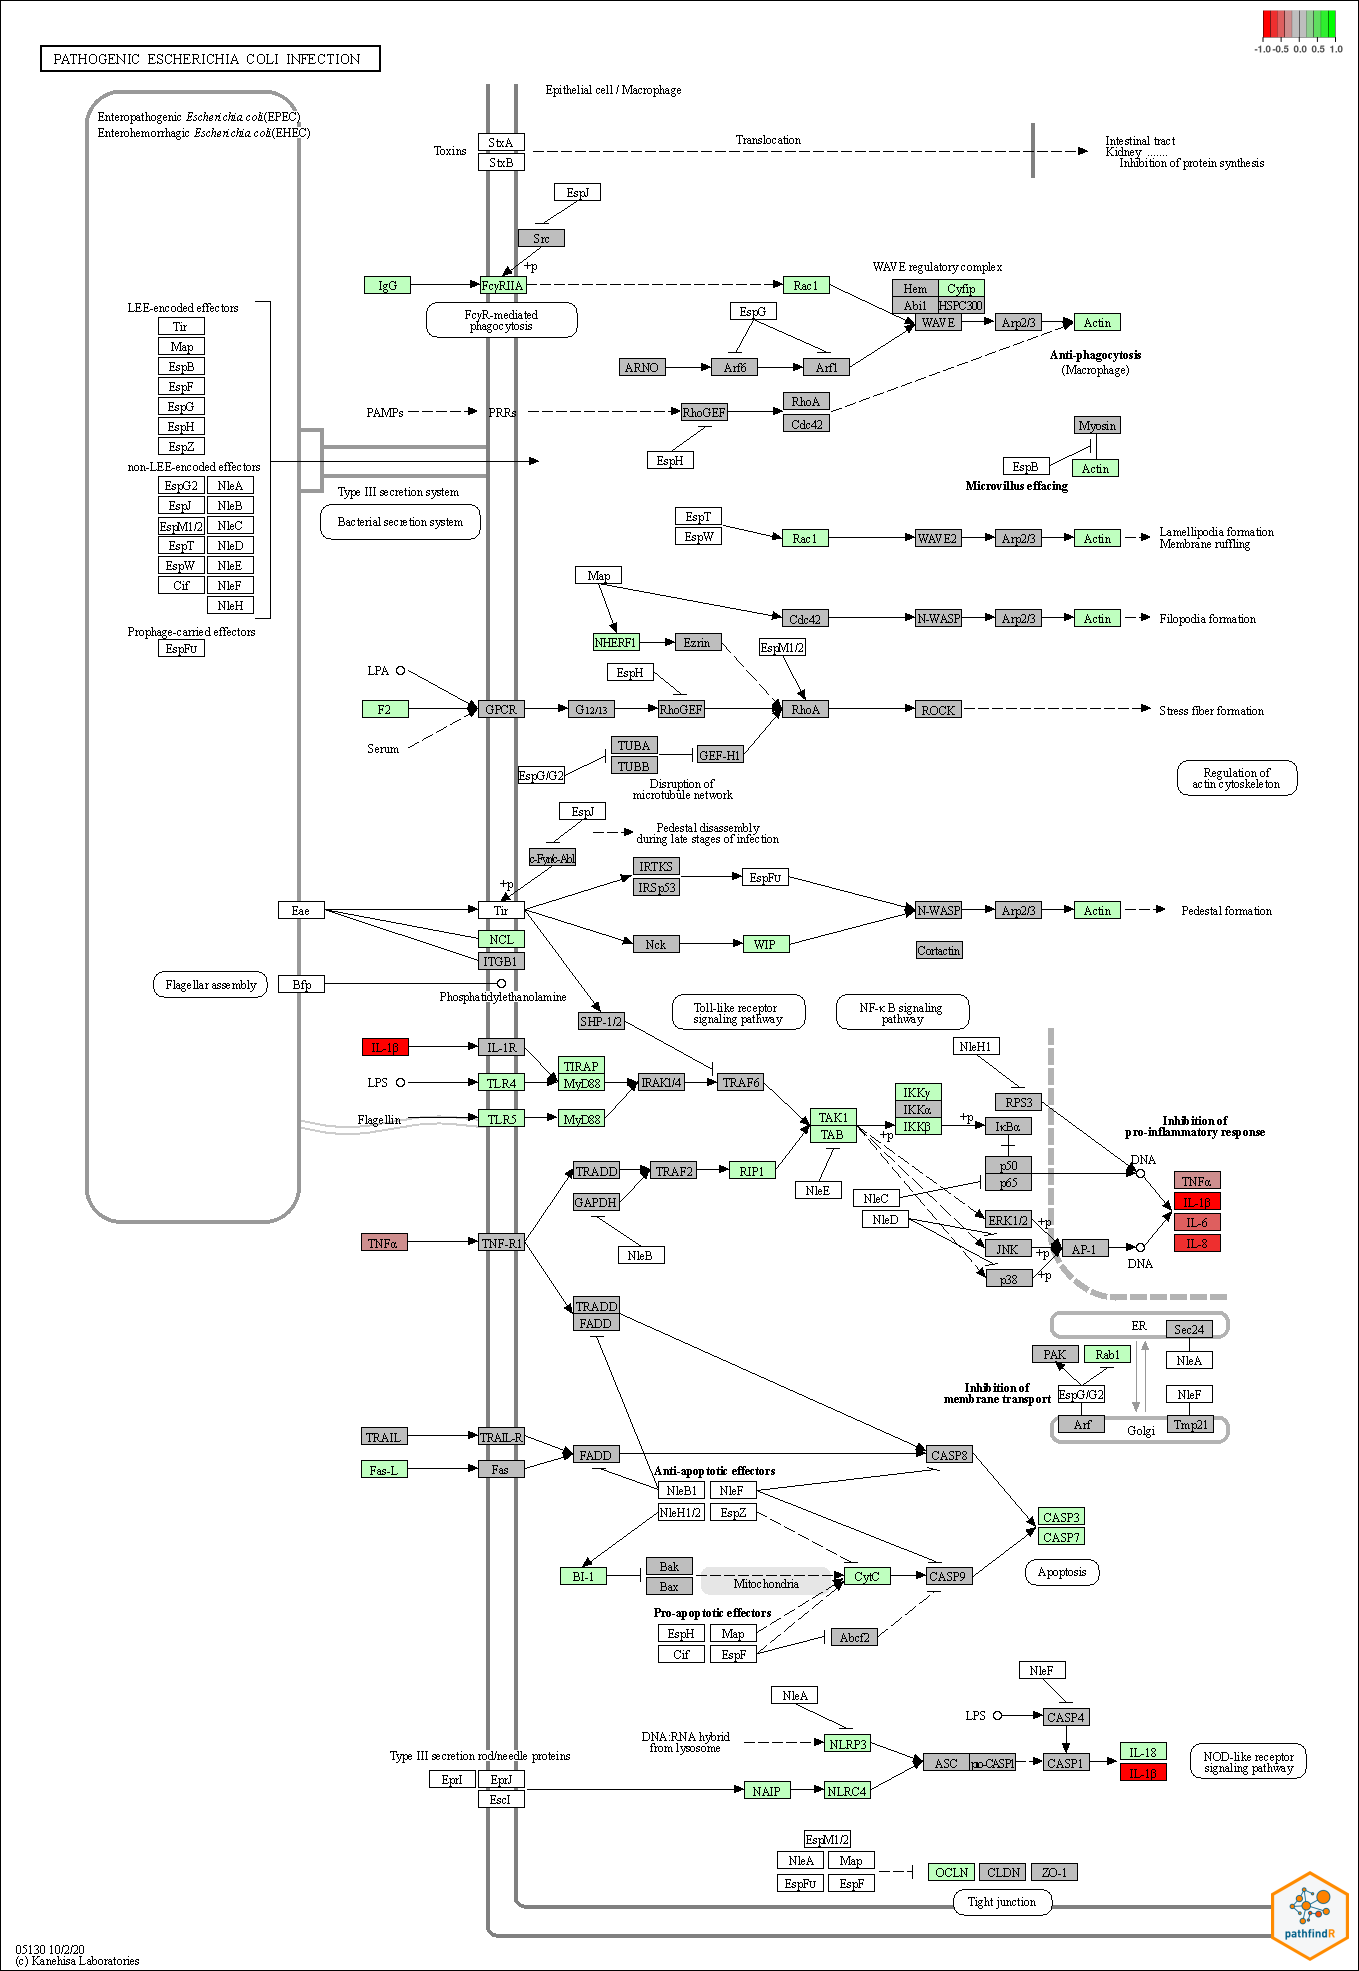 -1.0 -0.5 0.0 0.5 1.0
PATHOGENIC ESCHERICHIA COLI INFECTION
Epithelial cell / Macrophage
Enteropathogenic Escherichia coli(EPEC)
Enterohemorrhagic Escherichia coli(EHEC)
Toxins
StxA
StxB
Translocation
Intestinal tract
Kidney .......
Inhibition of protein synthesis
EspJ
Src
+p
IgG
FcγRIIA
Rac1
WAVE regulatory complex
Hem
Cyfip
Abi1
HSPC300
WAVE
Arp2/3
Actin
FcγR-mediated
phagocytosis
EspG
ARNO
Arf6
Arf1
Anti-phagocytosis
(Macrophage)
LEE-encoded effectors
Tir
Map
EspB
EspF
EspG
EspH
EspZ
non-LEE-encoded effectors
EspG2
NleA
EspJ
NleB
EspM1/2
NleC
EspT
NleD
EspW
NleE
Cif
NleF
NleH
Prophage-carried effectors
EspFu
PAMPs
PRRs
RhoGEF
RhoA
Cdc42
EspH
Myosin
EspB
Actin
Microvillus effacing
Type III secretion system
Bacterial secretion system
EspT
EspW
Rac1
WAVE2
Arp2/3
Actin
Lamellipodia formation
Membrane ruffling
Map
Cdc42
N-WASP
Arp2/3
Actin
Filopodia formation
NHERF1
Ezrin
EspM1/2
LPA
EspH
F2
GPCR
G12/13
RhoGEF
RhoA
ROCK
Stress fiber formation
Serum
TUBA
TUBB
GEF-H1
EspG/G2
Disruption of
microtubule network
Regulation of
actin cytoskeleton
EspJ
Pedestal disassembly
during late stages of infection
c-Fyn/c-Abl
+p
IRTKS
IRSp53
EspFu
Eae
Tir
N-WASP
Arp2/3
Actin
Pedestal formation
NCL
ITGB1
Nck
WIP
Cortactin
Flagellar assembly
Bfp
Phosphatidylethanolamine
SHP-1/2
Toll-like receptor
signaling pathway
NF-κ B signaling
pathway
IL-1β
IL-1R
NleH1
LPS
TLR4
TIRAP
MyD88
IRAK1/4
TRAF6
Flagellin
TLR5
MyD88
TAK1
TAB
+p
IKKγ
IKKα
IKKβ
+p
IκBα
RPS3
p50
p65
Inhibition of
pro-inflammatory response
DNA
TNFα
IL-1β
IL-6
IL-8
TRADD
TRAF2
RIP1
NleE
NleC
NleD
GAPDH
NleB
TNFα
TNF-R1
ERK1/2
+p
JNK
+p
AP-1
p38
+p
DNA
TRADD
FADD
ER
Sec24
PAK
Rab1
NleA
Inhibition of
membrane transport
EspG/G2
NleF
Arf
Golgi
Tmp21
TRAIL
TRAIL-R
FADD
CASP8
Fas-L
Fas
Anti-apoptotic effectors
NleB1
NleF
NleH1/2
EspZ
CASP3
CASP7
Apoptosis
BI-1
Bak
Bax
Mitochondria
CytC
CASP9
Pro-apoptotic effectors
EspH
Map
Cif
EspF
Abcf2
NleF
NleA
LPS
CASP4
DNA:RNA hybrid
from lysosome
NLRP3
ASC
pro-CASP1
CASP1
IL-18
IL-1β
NOD-like receptor
signaling pathway
Type III secretion rod/needle proteins
EprI
EprJ
EscI
NAIP
NLRC4
EspM1/2
NleA
Map
EspFu
EspF
OCLN
CLDN
ZO-1
Tight junction
05130 10/2/20
(c) Kanehisa Laboratories
pathfindR